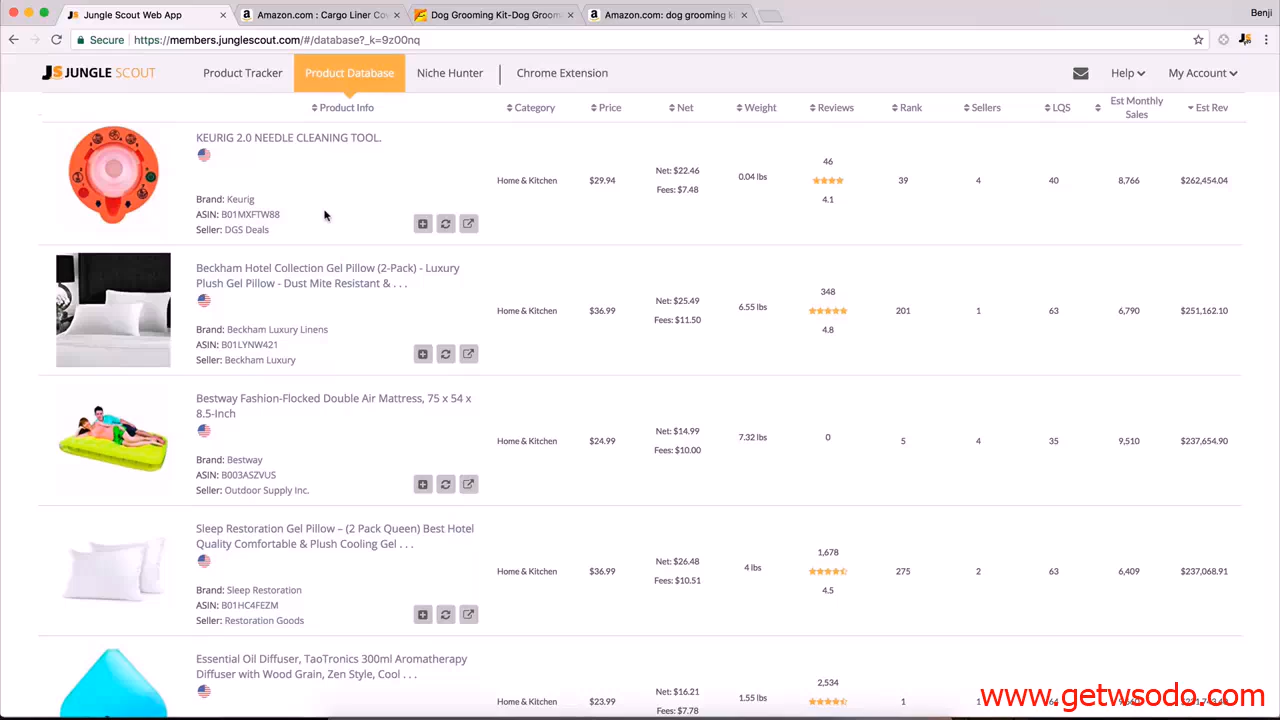 Jungle Scout Web App
Amazon.com : Cargo Liner Cov
Dog Grooming Kit-Dog Groom
Amazon.com: dog grooming k
Benji
Secure
https://members.junglescout.com/#/database?_k=9z00nq
JS JUNGLE SCOUT
Product Tracker
Product Database
Niche Hunter
Chrome Extension
Help
My Account
Product Info
Category
Price
Net
Weight
Reviews
Rank
Sellers
LQS
Est Monthly
Sales
Est Rev
KEURIG 2.0 NEEDLE CLEANING TOOL.
Brand: Keurig
ASIN: B01MXFTW88
Seller: DGS Deals
Home & Kitchen
$29.94
Net: $22.46
Fees: $7.48
0.04 lbs
46
4.1
39
4
40
8,766
$262,454.04
Beckham Hotel Collection Gel Pillow (2-Pack) - Luxury
Plush Gel Pillow - Dust Mite Resistant & . . .
Brand: Beckham Luxury Linens
ASIN: B01LYNW421
Seller: Beckham Luxury
Home & Kitchen
$36.99
Net: $25.49
Fees: $11.50
6.55 lbs
348
4.8
201
1
63
6,790
$251,162.10
Bestway Fashion-Flocked Double Air Mattress, 75 x 54 x
8.5-Inch
Brand: Bestway
ASIN: B003ASZVUS
Seller: Outdoor Supply Inc.
Home & Kitchen
$24.99
Net: $14.99
Fees: $10.00
7.32 lbs
0
5
4
35
9,510
$237,654.90
Sleep Restoration Gel Pillow – (2 Pack Queen) Best Hotel
Quality Comfortable & Plush Cooling Gel . . .
Brand: Sleep Restoration
ASIN: B01HC4FEZM
Seller: Restoration Goods
Home & Kitchen
$36.99
Net: $26.48
Fees: $10.51
4 lbs
1,678
4.5
275
2
63
6,409
$237,068.91
Essential Oil Diffuser, TaoTronics 300ml Aromatherapy
Diffuser with Wood Grain, Zen Style, Cool . . .
Home & Kitchen
$23.99
Net: $16.21
Fees: $7.78
1.55 lbs
2,534
1
1
www.getwsodo.com